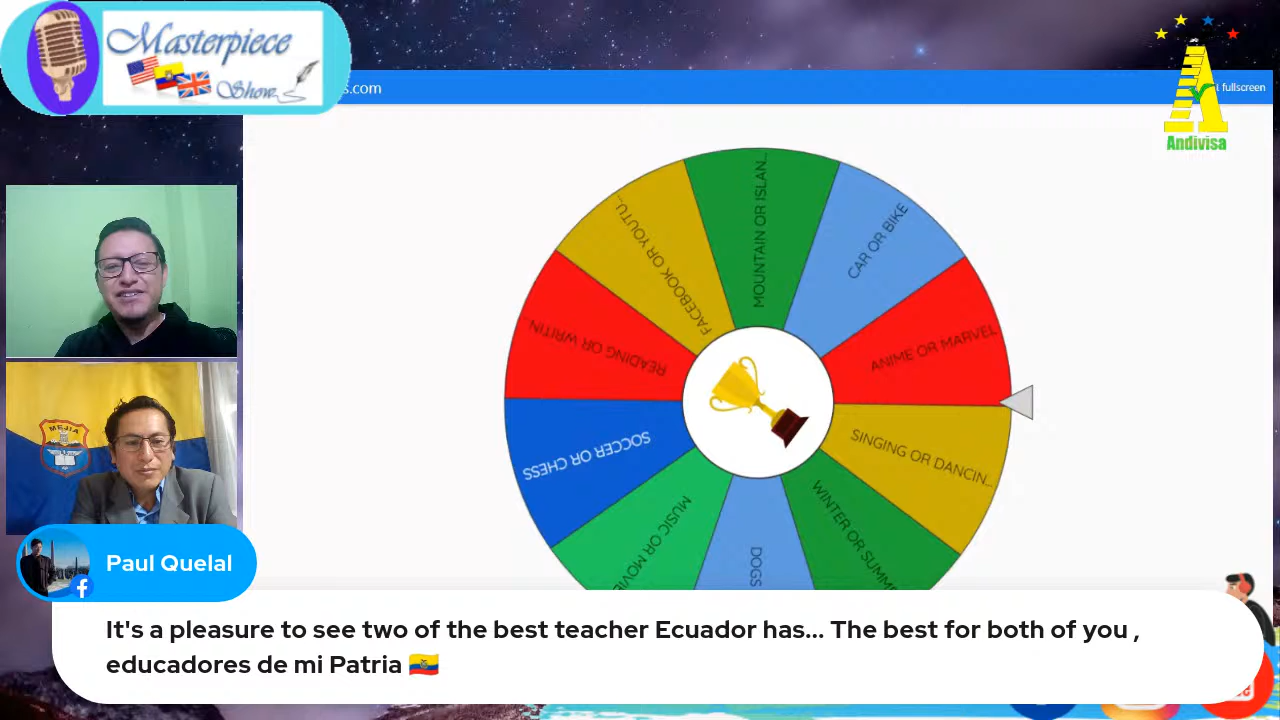 Masterpiece
Show
s.com
l fullscreen
Andivisa
MOUNTAIN OR ISLAN...
CAR OR BIKE
FACEBOOK OR YOUTU...
ANIME OR MARVEL
READING OR WRITIN...
SINGING OR DANCIN...
SOCCER OR CHESS
WINTER OR SUMME
MUSIC OR MOVIE
DOGS
MEJIA
Paul Quelal
It's a pleasure to see two of the best teacher Ecuador has... The best for both of you ,
educadores de mi Patria 🇪🇨